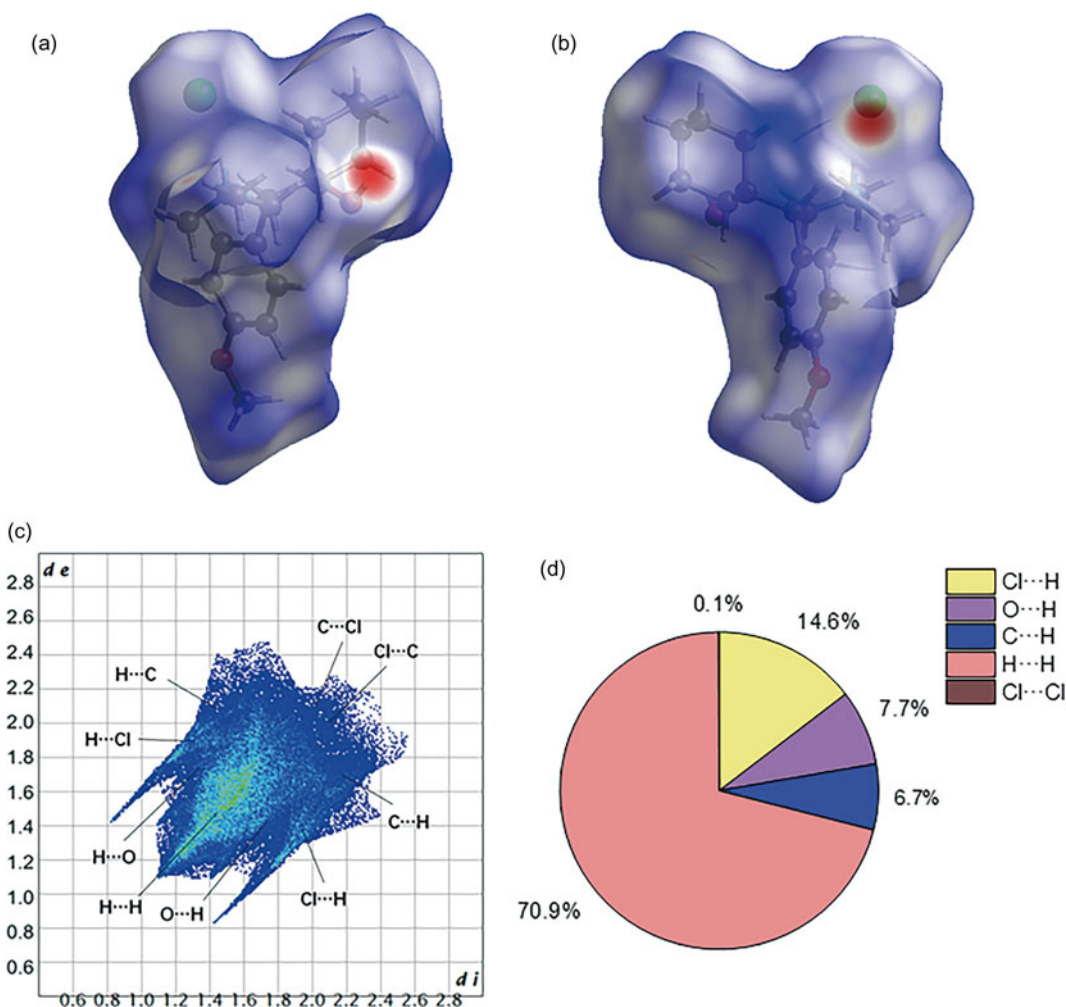 (a)
(b)
(c)
d e
2.8
2.6
2.4
2.2
2.0
1.8
1.6
1.4
1.2
1.0
0.8
0.6
C···Cl
Cl···C
H···C
H···Cl
C···H
H···O
Cl···H
H···H
O···H
d i
0.6 0.8 1.0 1.2 1.4 1.6 1.8 2.0 2.2 2.4 2.6 2.8
(d)
0.1%
14.6%
7.7%
6.7%
70.9%
Cl···H
O···H
C···H
H···H
Cl···Cl